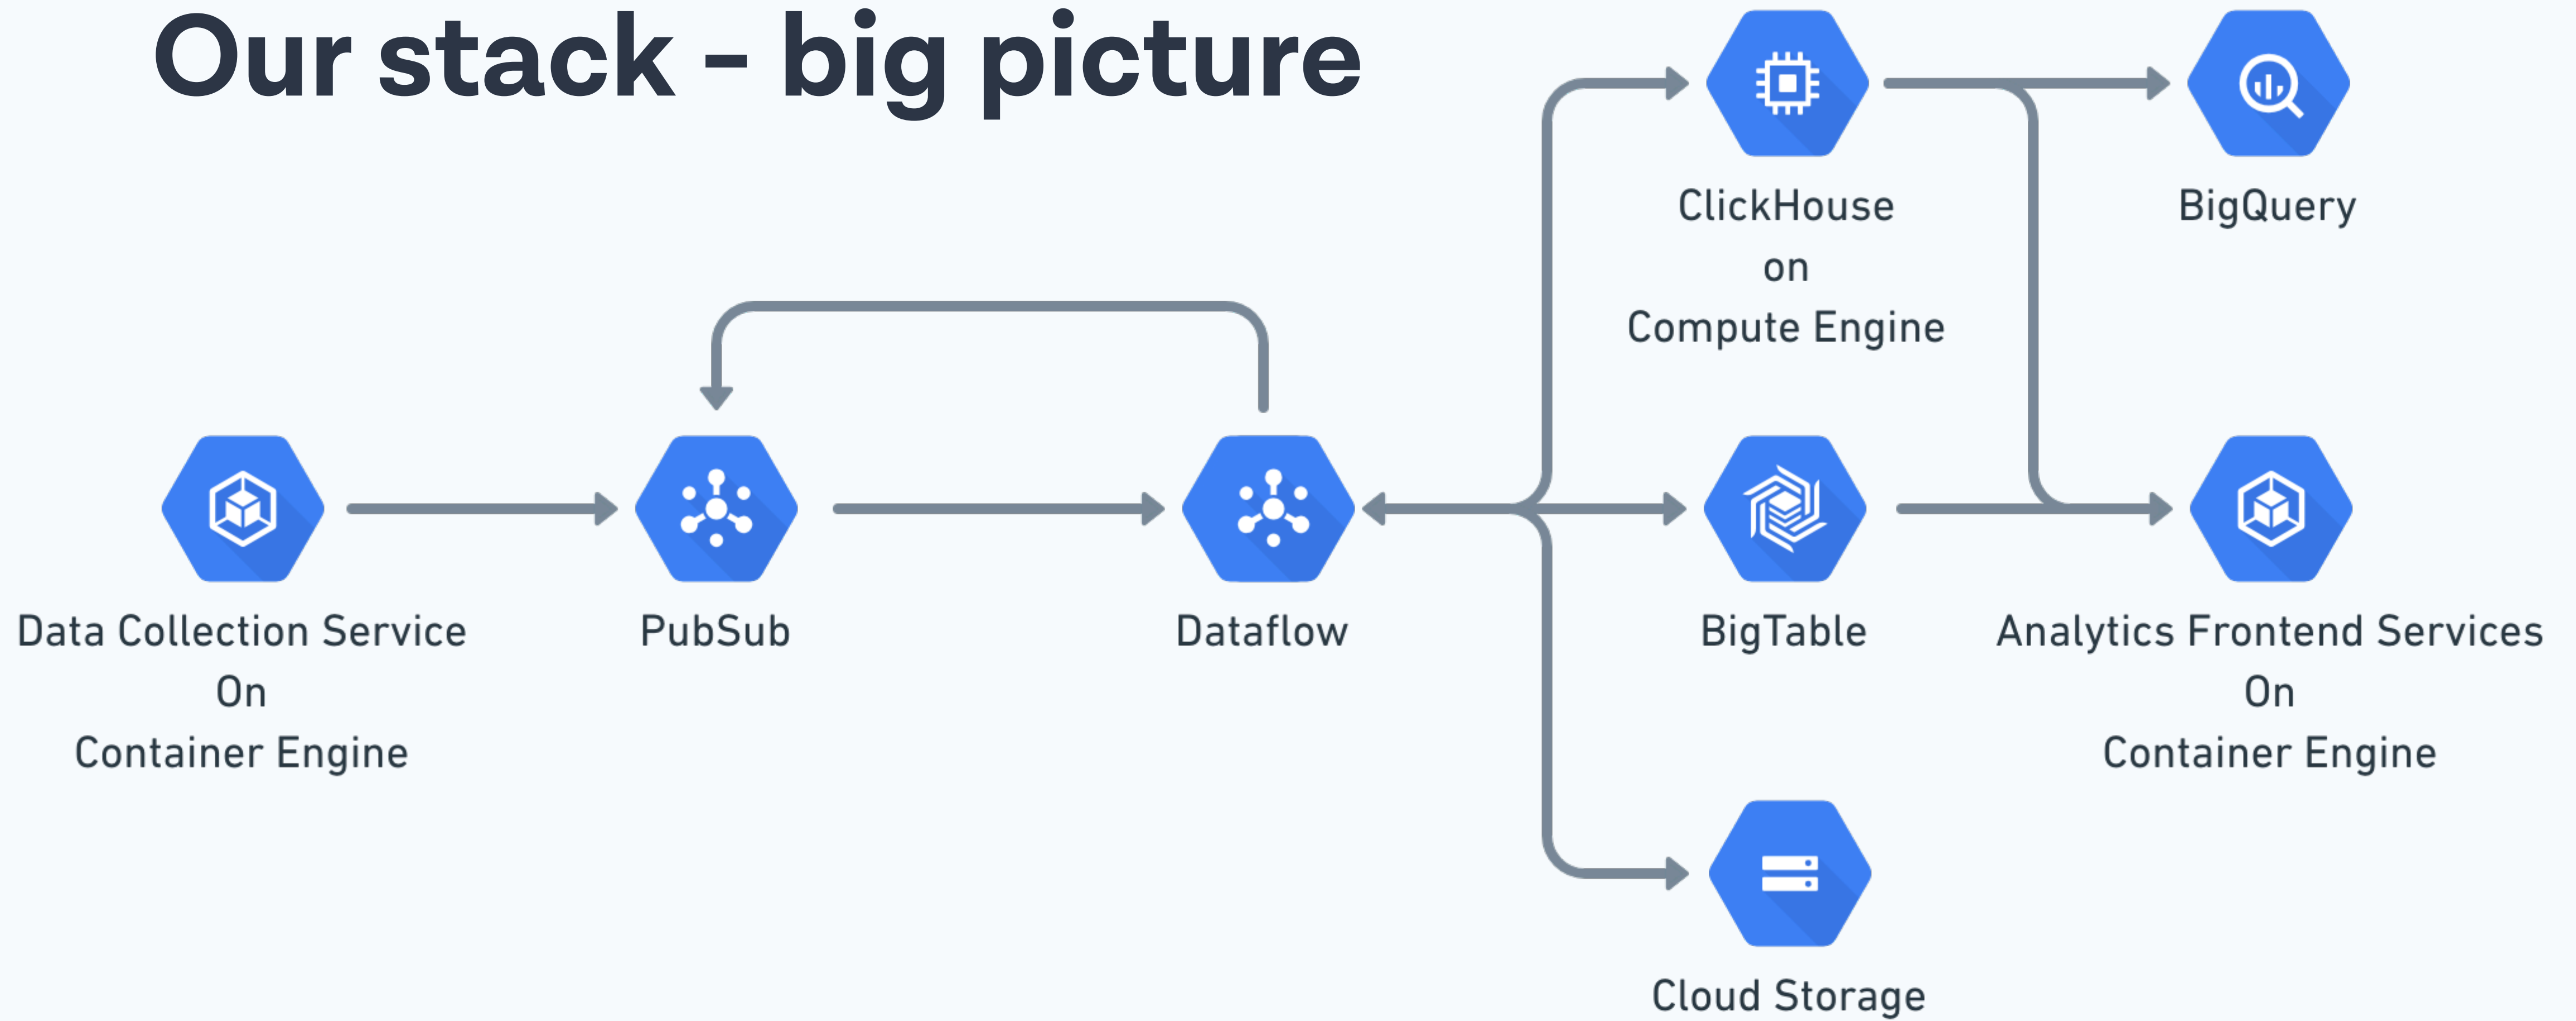 Our stack - big picture
ClickHouse
on
Compute Engine
BigQuery
Data Collection Service
On
Container Engine
PubSub
Dataflow
BigTable
Analytics Frontend Services
On
Container Engine
Cloud Storage